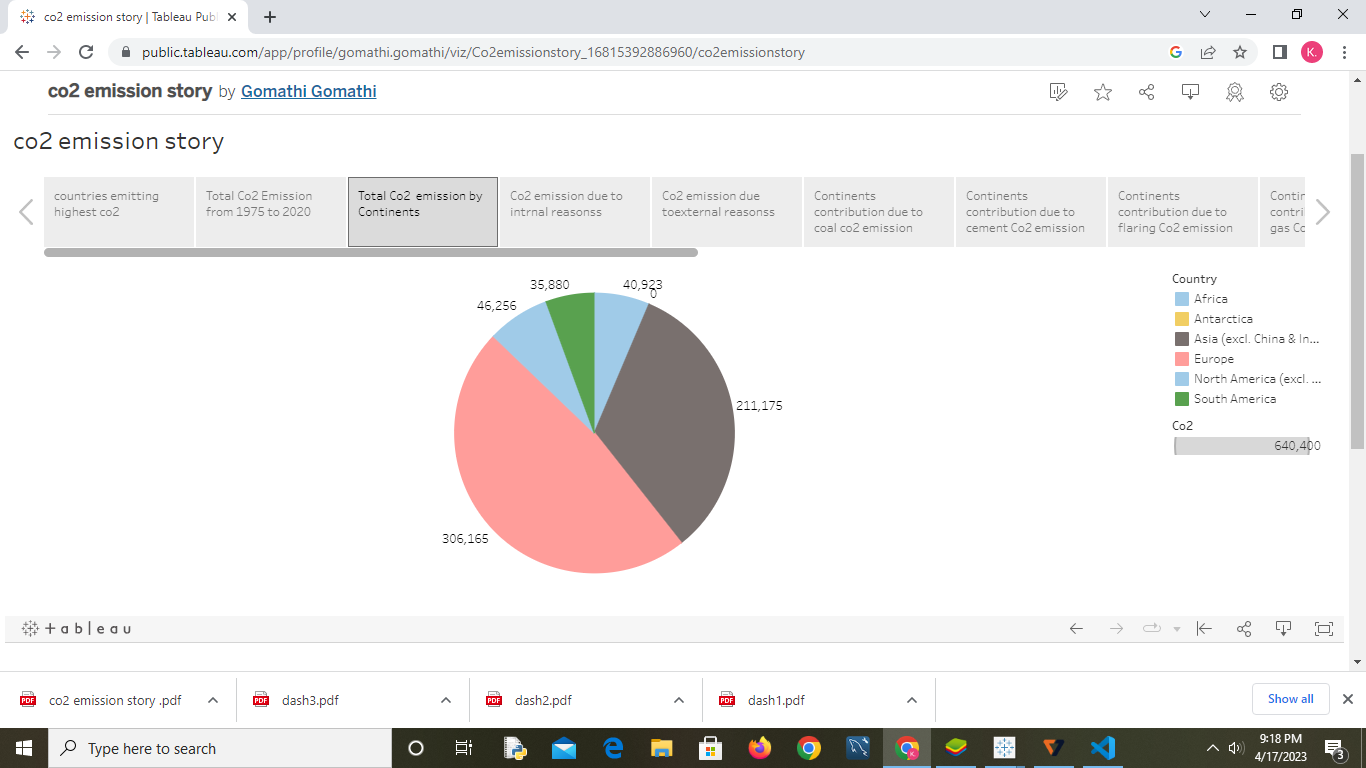 co2 emission story | Tableau Publ
public.tableau.com/app/profile/gomathi.gomathi/viz/Co2emissionstory_16815392886960/co2emissionstory
K.
co2 emission story by Gomathi Gomathi
co2 emission story
countries emitting
highest co2
Total Co2 Emission
from 1975 to 2020
Total Co2 emission by
Continents
Co2 emission due to
intrnal reasonss
Co2 emission due
toexternal reasonss
Continents
contribution due to
coal co2 emission
Continents
contribution due to
cement Co2 emission
Continents
contribution due to
flaring Co2 emission
Contin
contri
gas Co
35,880
40,923
0
46,256
211,175
306,165
Country
Africa
Antarctica
Asia (excl. China & In...
Europe
North America (excl. ...
South America
Co2
640,400
+ableau
PDF co2 emission story .pdf
PDF dash3.pdf
PDF dash2.pdf
PDF dash1.pdf
Show all
Type here to search
K
9:18 PM
4/17/2023
3